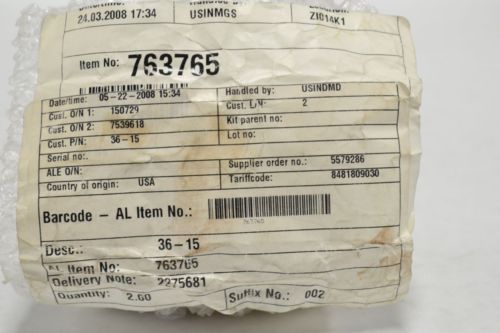 24.03.2008 17:34 USINMGS ZI014K1
Item No: 763765
Date/time: 05-22-2008 15:34 Handled by: USINDMD
Cust. O/N 1: 150729 Cust. L/N: 2
Cust. O/N 2: 7539618 Kit parent no:
Cust. P/N: 36-15 Lot no:
Serial no.:
ALE O/N: Supplier order no.: 5579286
Country of origin: USA Tariffcode: 8481809030
Barcode - AL Item No.:
763765
Desc.: 36-15
AL Item No: 763765
Delivery Note: 2275681
Quantity: 2.60 Suffix No.: 002